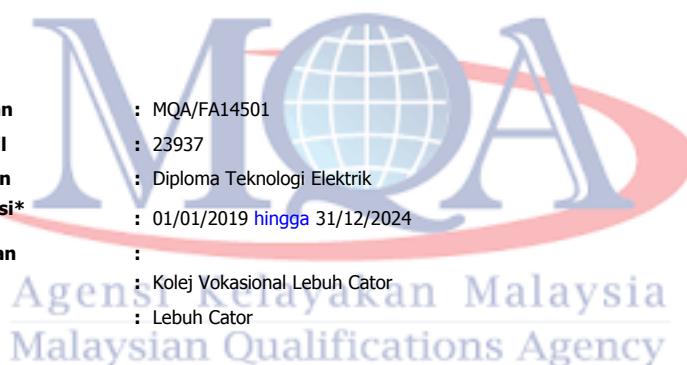 MQA
an : MQA/FA14501
l : 23937
n : Diploma Teknologi Elektrik
si* : 01/01/2019 hingga 31/12/2024
an :
: Kolej Vokasional Lebuh Cator
: Lebuh Cator
Agensi Kelayakan Malaysia
Malaysian Qualifications Agency